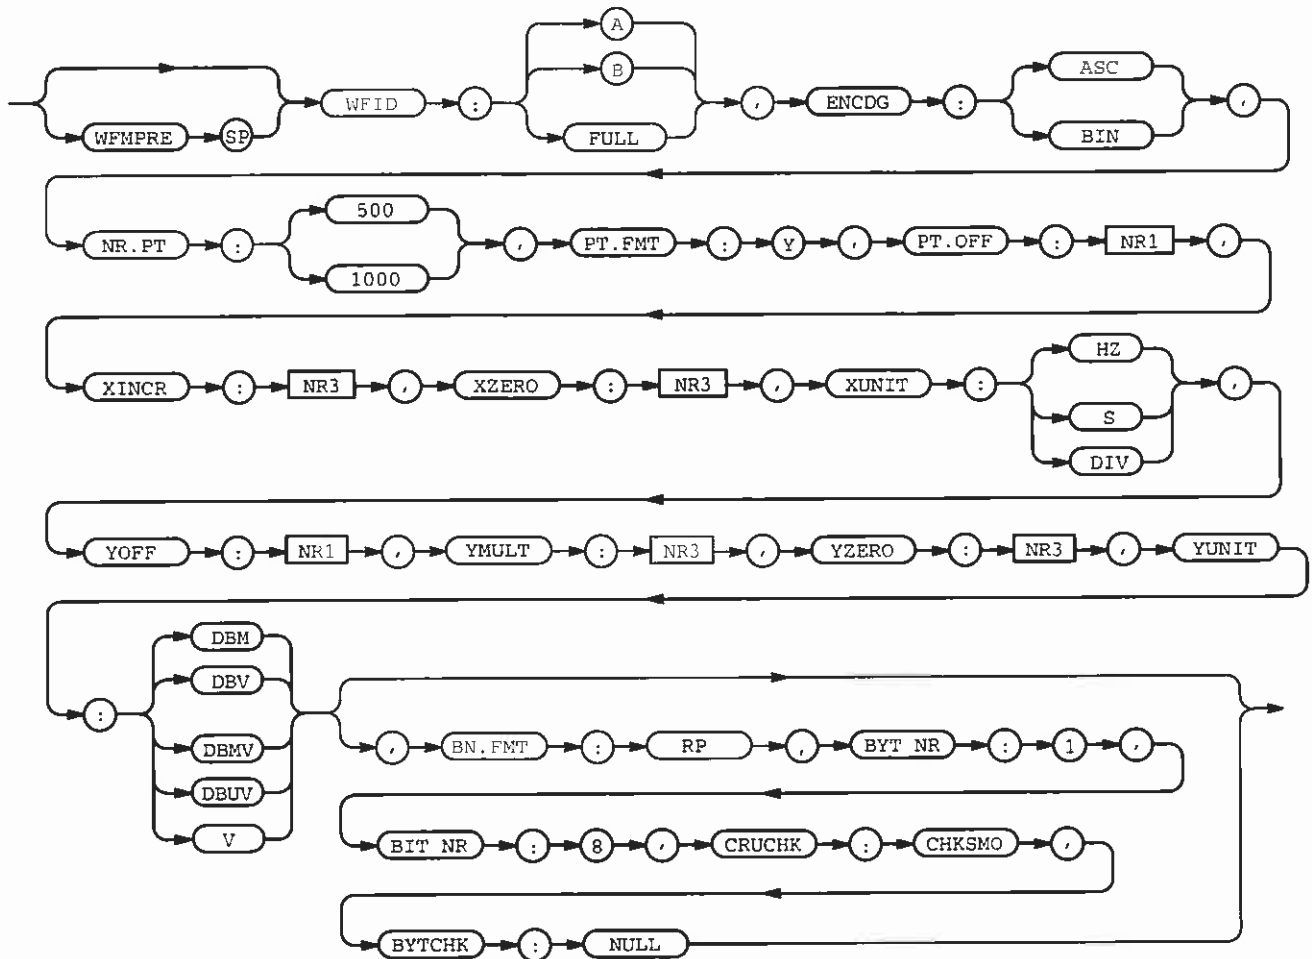 A
B
WFMPRE SP WFID : FULL , ENCDG : ASC BIN ,
NR.PT : 500 1000 , PT.FMT : Y , PT.OFF : NR1 ,
XINCR : NR3 , XZERO : NR3 , XUNIT : HZ S DIV ,
YOFF : NR1 , YMULT : NR3 , YZERO : NR3 , YUNIT
: DBM DBV DBMV DBUV V
, BN.FMT : RP , BYT NR : 1 ,
BIT NR : 8 , CRUCHK : CHKSMO ,
BYTCHK : NULL